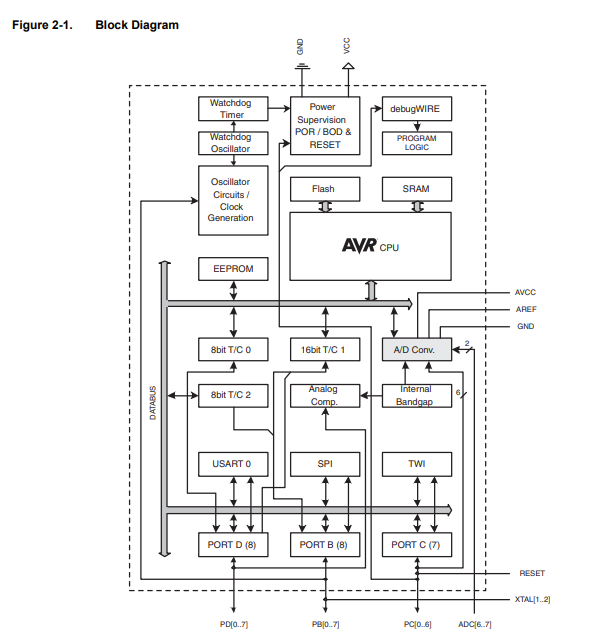 Figure 2-1. Block Diagram
GND
VCC
Watchdog
Timer
Power
Supervision
POR / BOD &
RESET
debugWIRE
Watchdog
Oscillator
PROGRAM
LOGIC
Oscillator
Circuits /
Clock
Generation
Flash
SRAM
AVR CPU
EEPROM
AVCC
AREF
GND
8bit T/C 0
16bit T/C 1
A/D Conv.
2
DATABUS
8bit T/C 2
Analog
Comp.
Internal
Bandgap
6
USART 0
SPI
TWI
PORT D (8)
PORT B (8)
PORT C (7)
RESET
XTAL[1..2]
PD[0..7]
PB[0..7]
PC[0..6]
ADC[6..7]